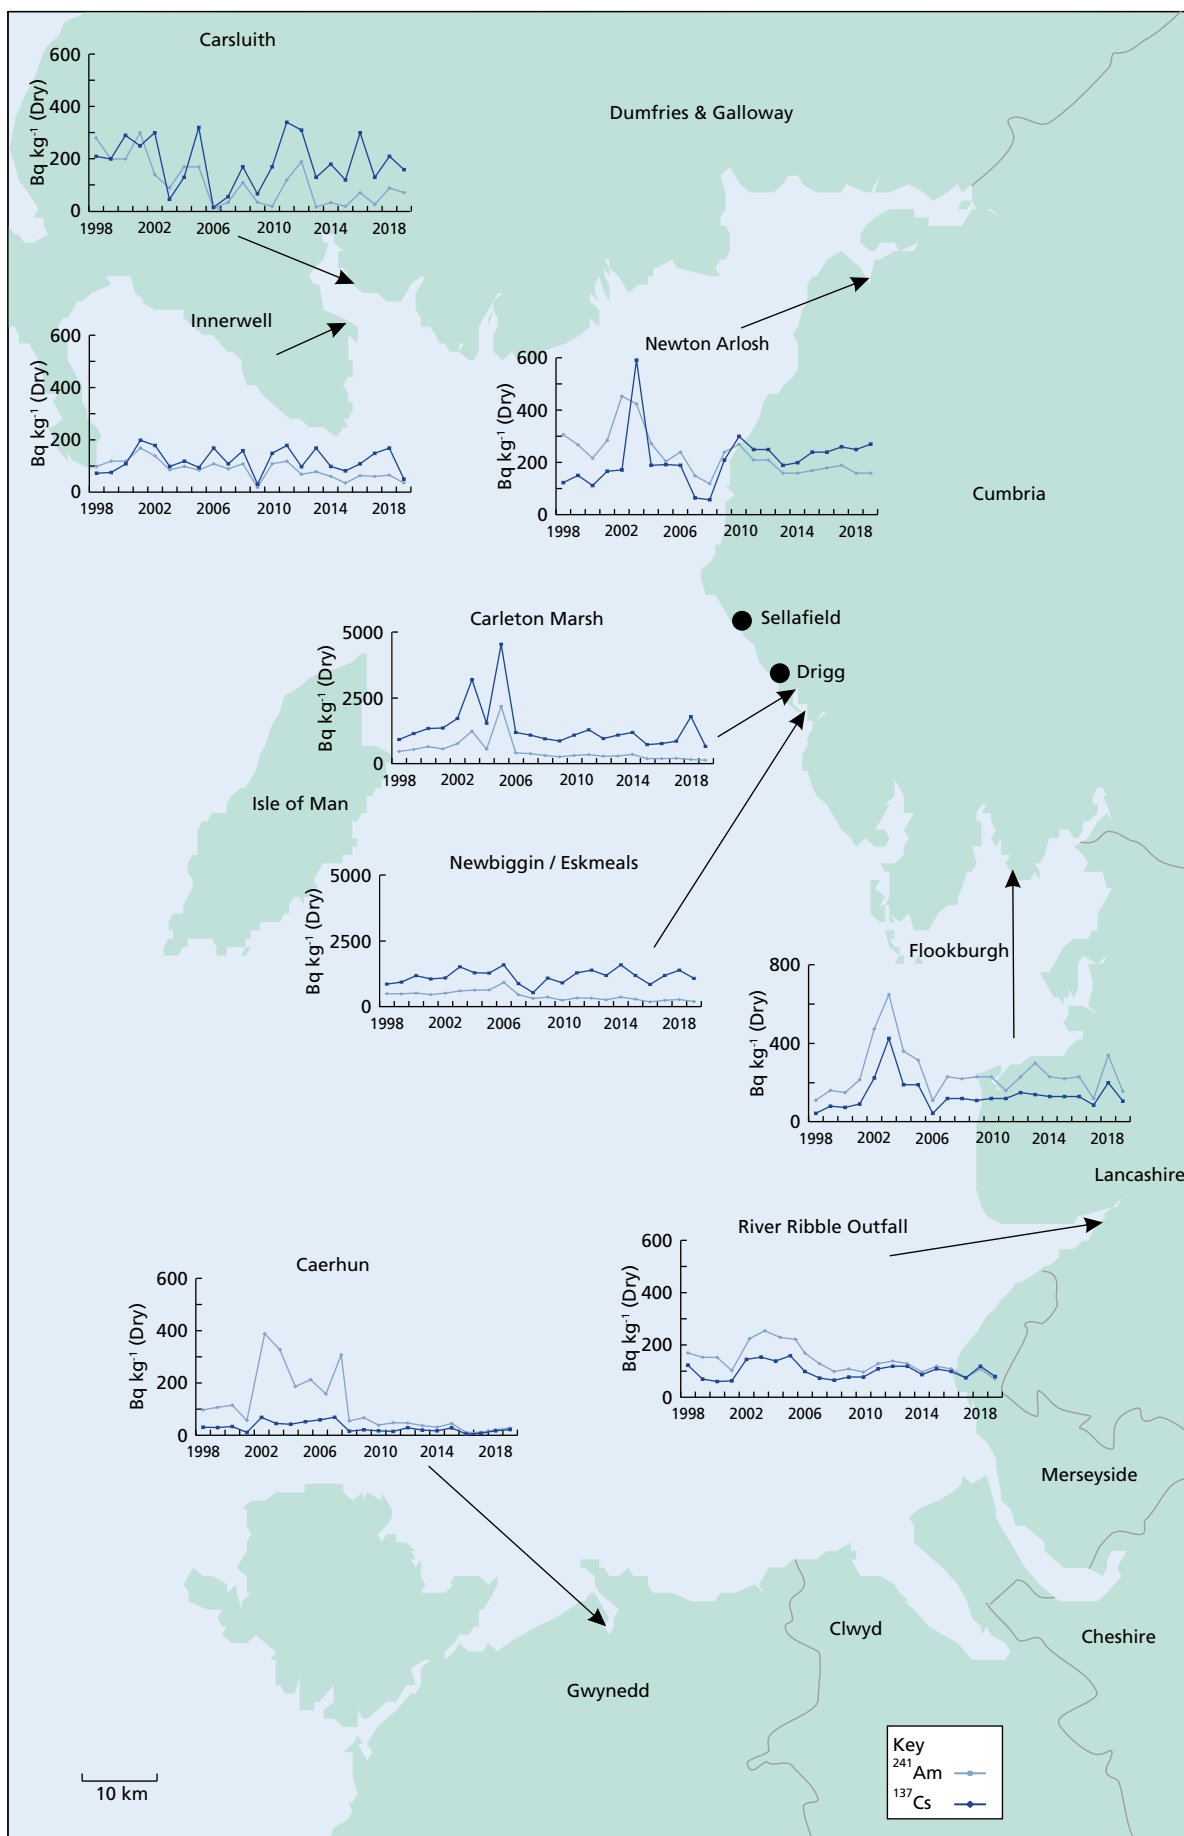 Carsluith
600
400
200
0
Bq kg-1 (Dry)
1998 2002 2006 2010 2014 2018
Dumfries & Galloway
Innerwell
600
400
200
0
Bq kg-1 (Dry)
1998 2002 2006 2010 2014 2018
Newton Arlosh
600
400
200
0
Bq kg-1 (Dry)
1998 2002 2006 2010 2014 2018
Cumbria
Sellafield
Drigg
Carleton Marsh
5000
2500
0
Bq kg-1 (Dry)
1998 2002 2006 2010 2014 2018
Isle of Man
Newbiggin / Eskmeals
5000
2500
0
Bq kg-1 (Dry)
1998 2002 2006 2010 2014 2018
Flookburgh
800
400
0
Bq kg-1 (Dry)
1998 2002 2006 2010 2014 2018
Lancashire
River Ribble Outfall
600
400
200
0
Bq kg-1 (Dry)
1998 2002 2006 2010 2014 2018
Caerhun
600
400
200
0
Bq kg-1 (Dry)
1998 2002 2006 2010 2014 2018
Merseyside
Clwyd
Cheshire
Gwynedd
Key
241Am
137Cs
10 km